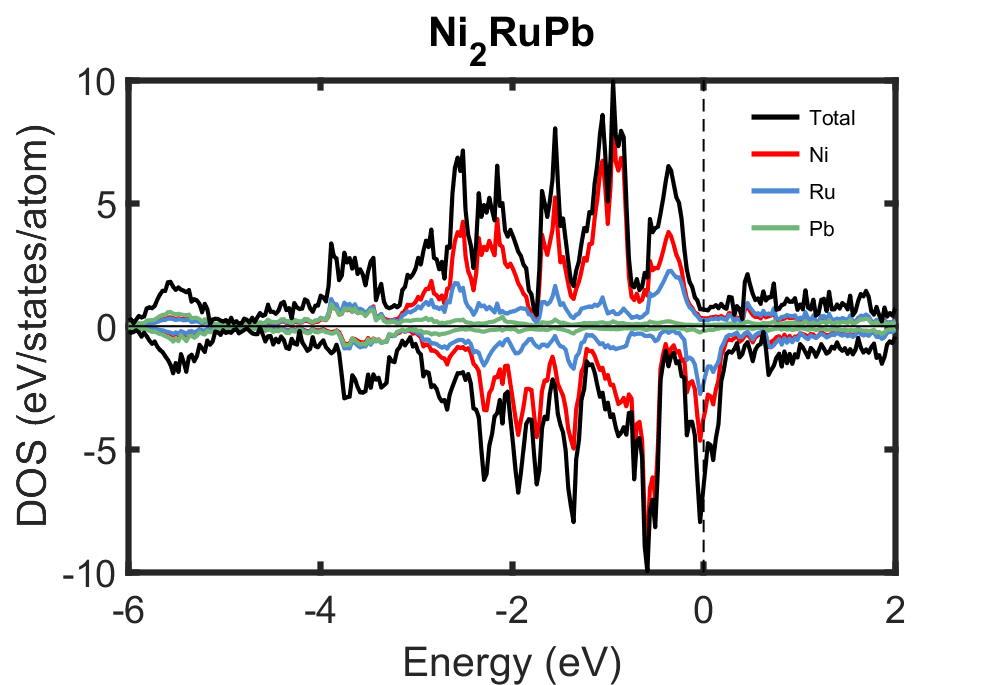 Ni2RuPb
10
5
0
-5
-10
DOS (eV/states/atom)
Total
Ni
Ru
Pb
-6 -4 -2 0 2
Energy (eV)